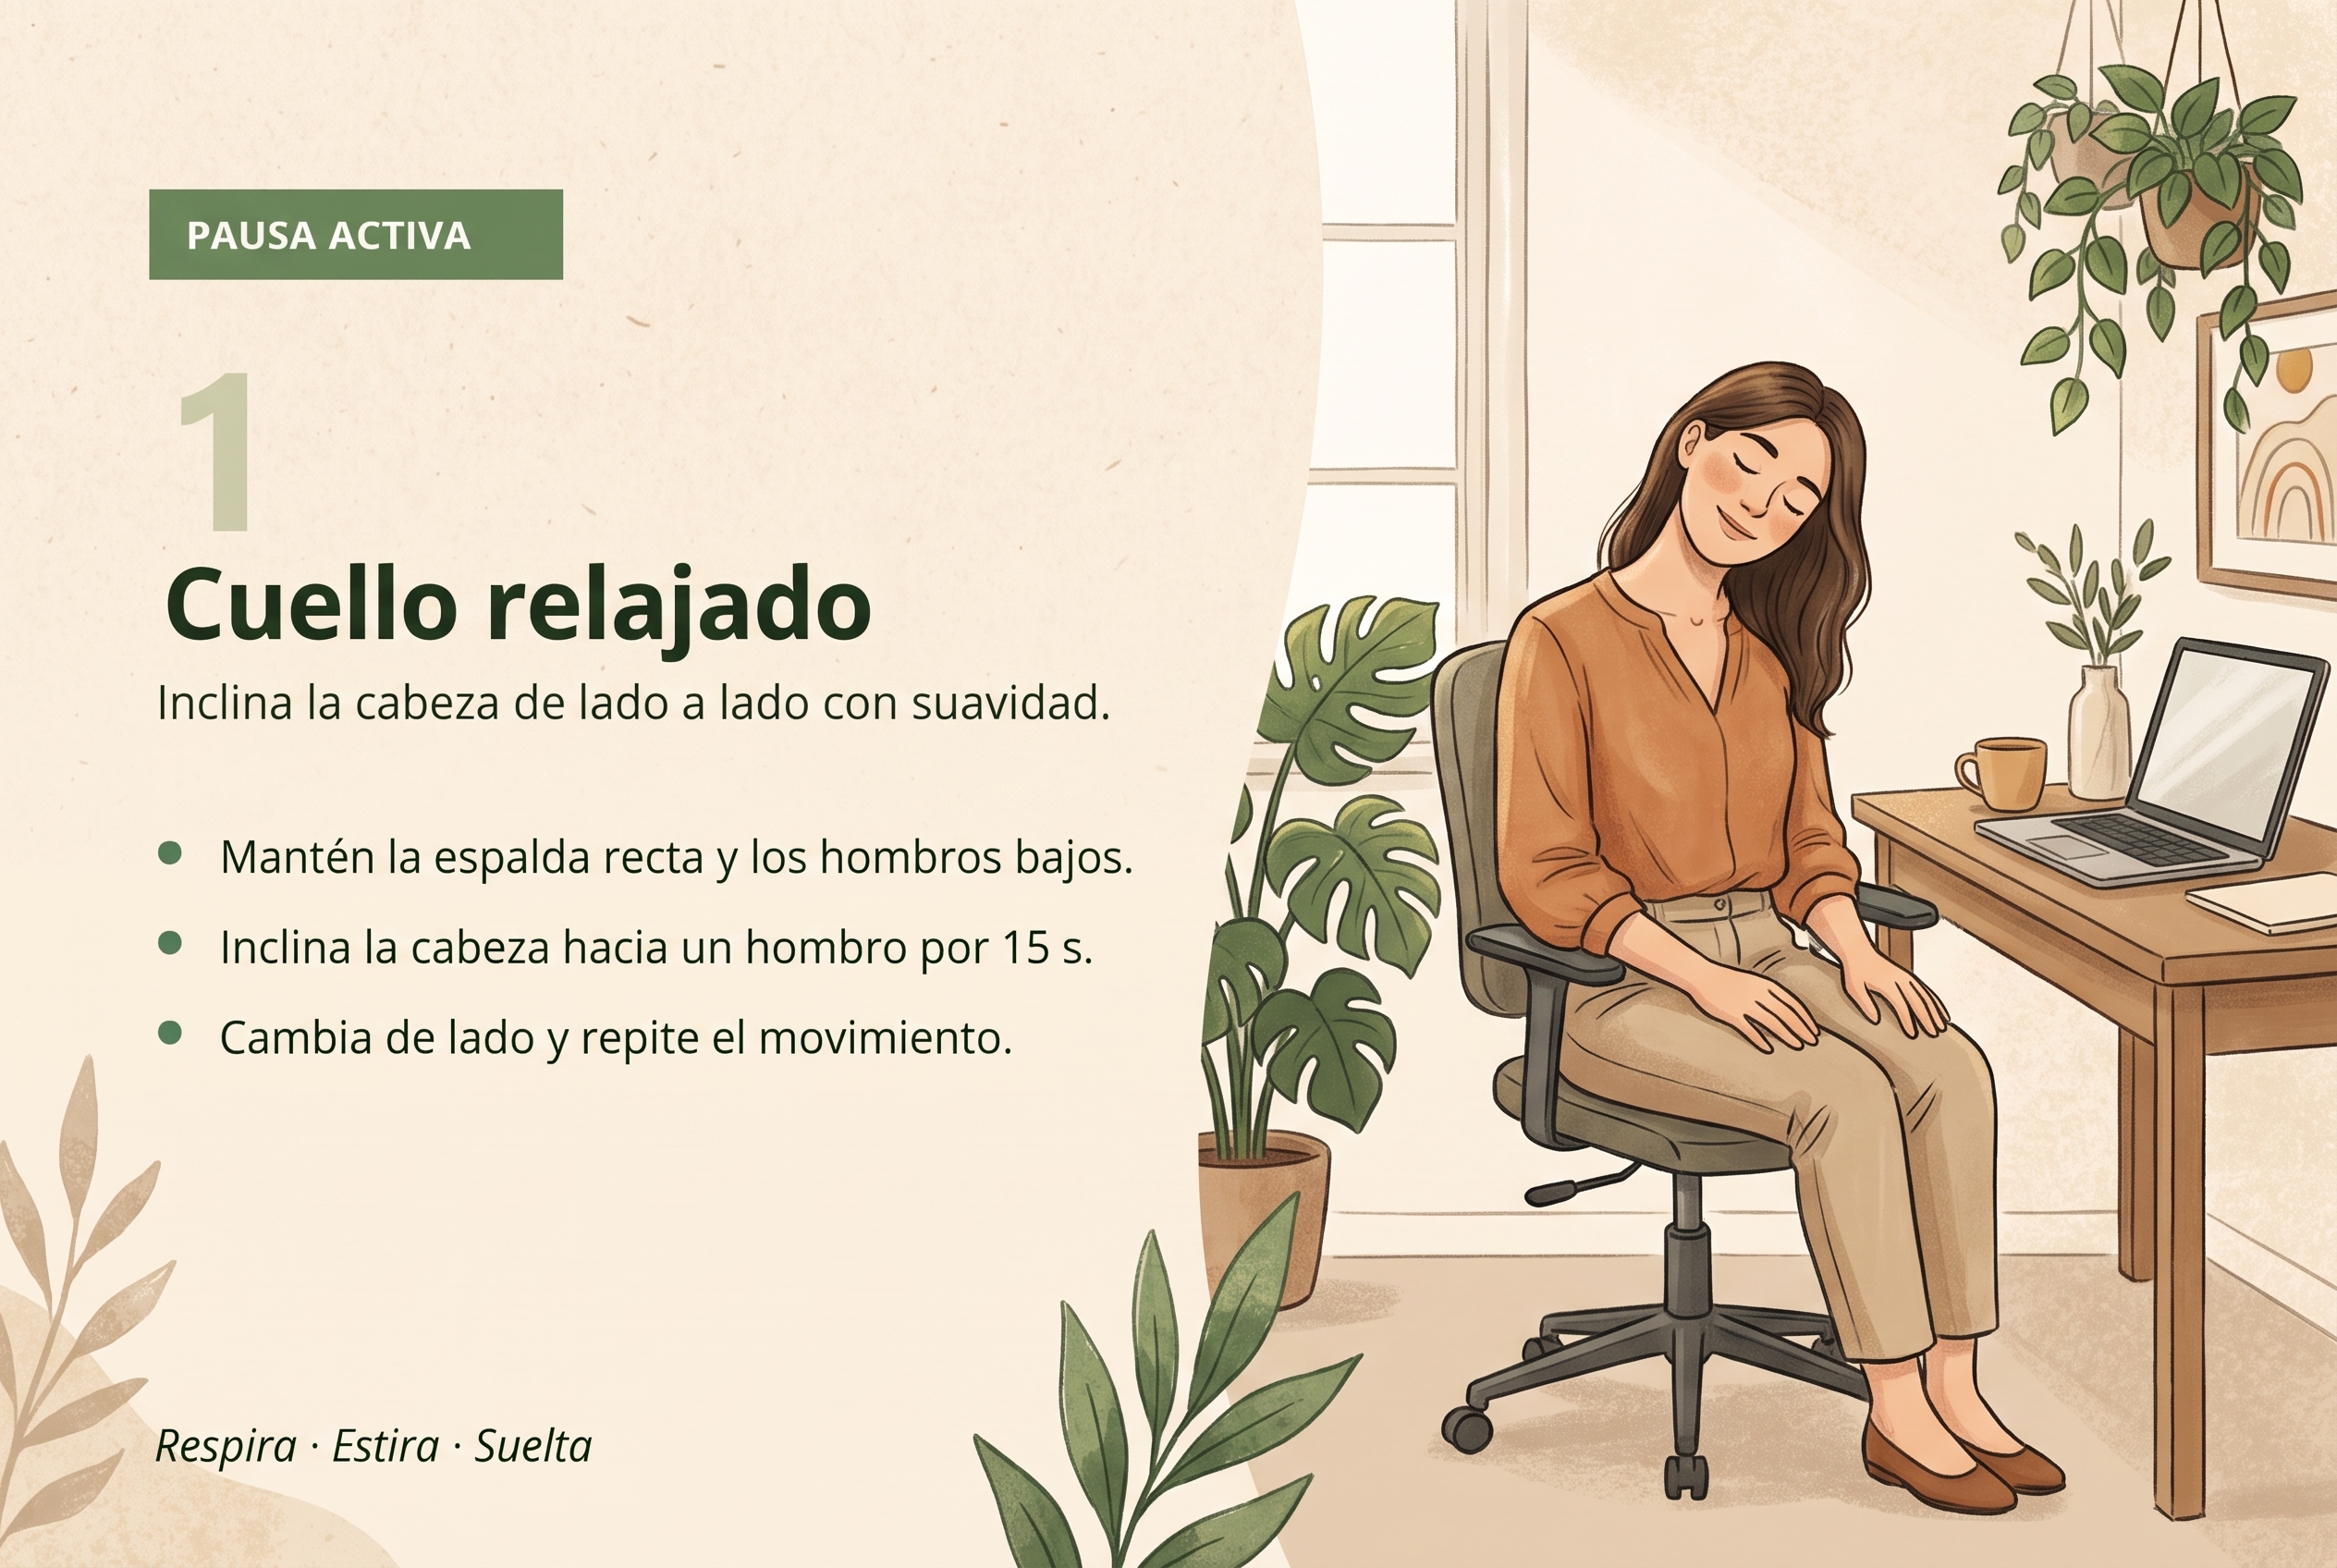 PAUSA ACTIVA
1
Cuello relajado
Inclina la cabeza de lado a lado con suavidad.
Mantén la espalda recta y los hombros bajos.
Inclina la cabeza hacia un hombro por 15 s.
Cambia de lado y repite el movimiento.
Respira · Estira · Suelta